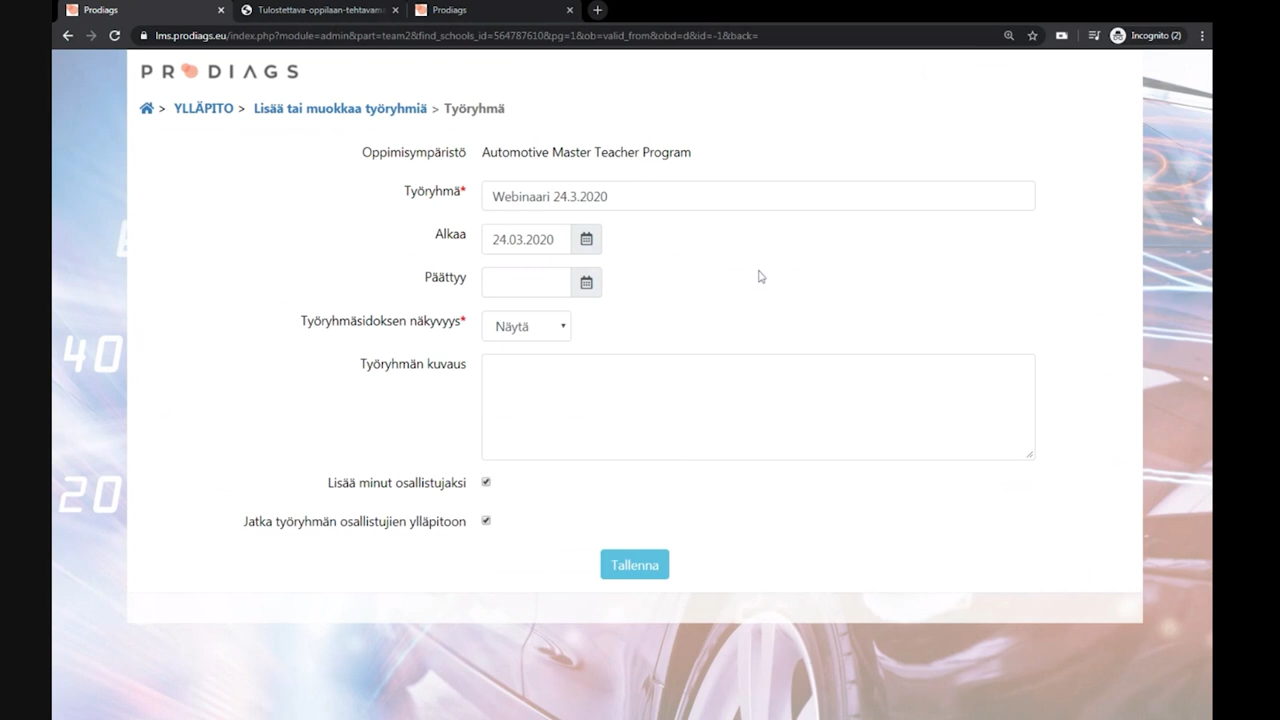 Prodiags
Tulostettava-oppilaan-tehtavam
Prodiags
lms.prodiags.eu/index.php?module=admin&part=team2&find_schools_id=564787610&pg=1&ob=valid_from&obd=d&id=-1&back=
Incognito (2)
PRODIAGS
> YLLÄPITO > Lisää tai muokkaa työryhmiä > Työryhmä
Oppimisympäristö Automotive Master Teacher Program
Työryhmä* Webinaari 24.3.2020
Alkaa 24.03.2020
Päättyy
Työryhmäsidoksen näkyvyys* Näytä
Työryhmän kuvaus
40
Lisää minut osallistujaksi
20
Jatka työryhmän osallistujien ylläpitoon
Tallenna